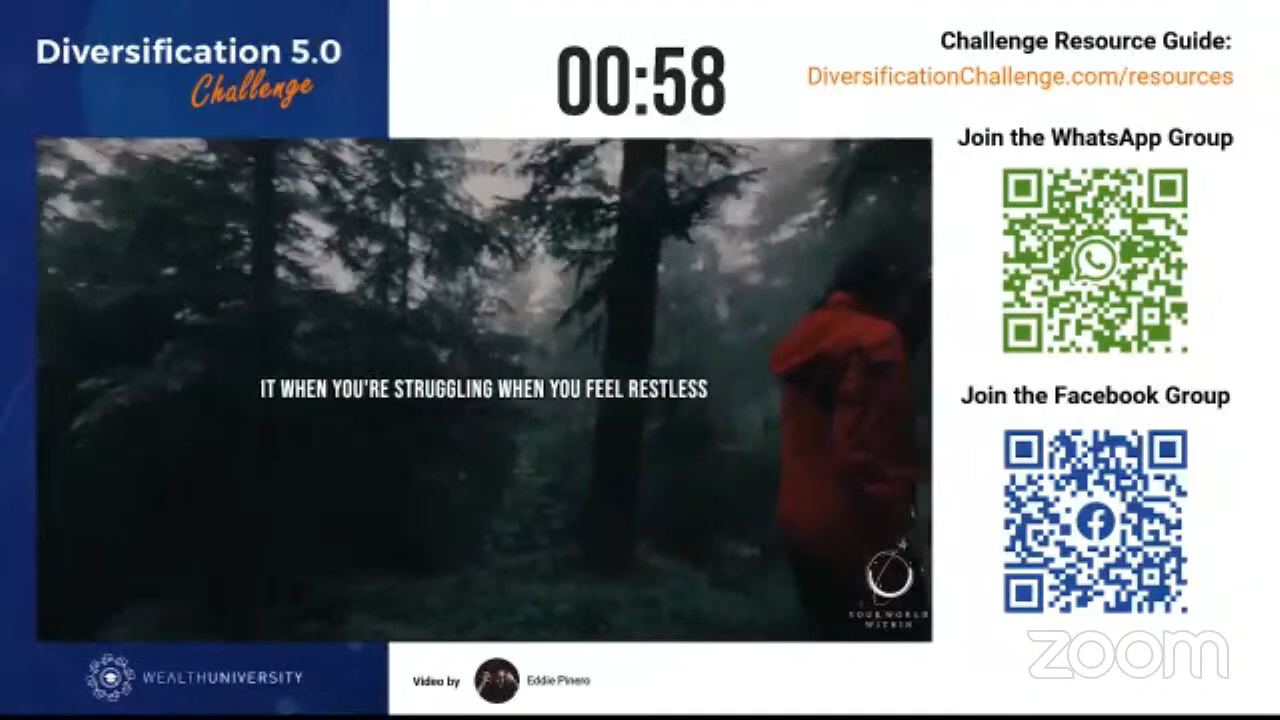 Diversification 5.0
Challenge
00:58
Challenge Resource Guide:
DiversificationChallenge.com/resources
Join the WhatsApp Group
IT WHEN YOU'RE STRUGGLING WHEN YOU FEEL RESTLESS
Join the Facebook Group
YOUR WORLD
WITHIN
zoom
WEALTHUNIVERSITY
Video by Eddie Pinero